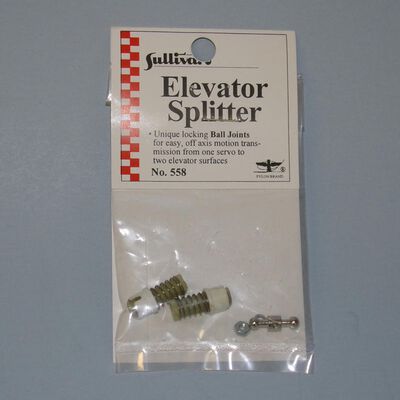 Sullivan
Elevator
Splitter
• Unique locking Ball Joints
for easy, off axis motion trans-
mission from one servo to
two elevator surfaces
No. 558
PYLON BRAND